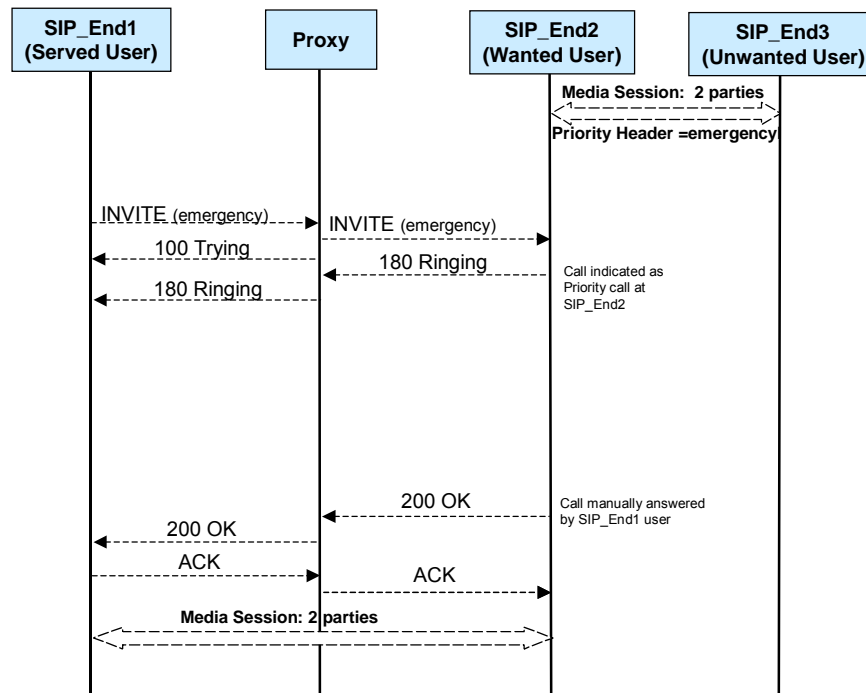 SIP_End1
(Served User)
Proxy
SIP_End2
(Wanted User)
SIP_End3
(Unwanted User)
Media Session: 2 parties
Priority Header =emergency
INVITE (emergency)
INVITE (emergency)
100 Trying
180 Ringing
180 Ringing
Call indicated as
Priority call at
SIP_End2
200 OK
Call manually answered
by SIP_End1 user
200 OK
ACK
ACK
Media Session: 2 parties